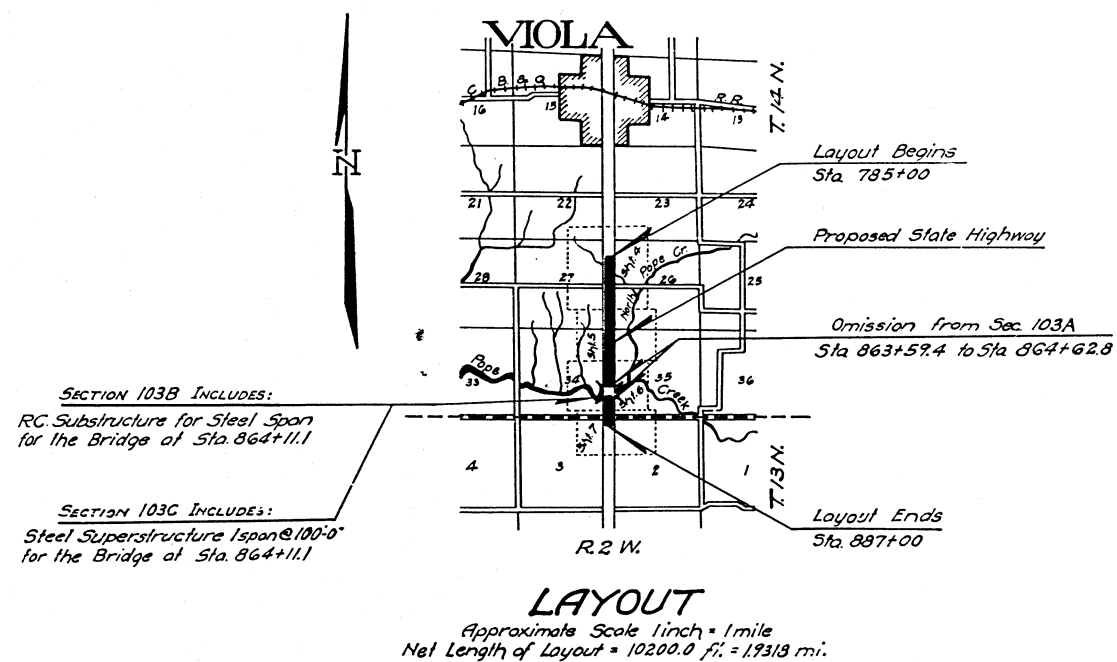 VIOLA
C. B. & Q.
R.R.
16
15
14
13
T. 14 N.
N
Layout Begins
Sta. 785+00
21
22
23
24
Proposed State Highway
Sht. 4
North Pope Cr.
28
27
26
25
Omission from Sec. 103A
Sta 863+59.4 to Sta 864+62.8
Sht. 5
Pope
33
34
35
36
Creek
Sht. 6
SECTION 103B INCLUDES:
R.C. Substructure for Steel Span
for the Bridge at Sta. 864+11.1
Sht. 7
4
3
2
1
T. 13 N.
SECTION 103C INCLUDES:
Steel Superstructure 1 span @ 100'-0"
for the Bridge at Sta. 864+11.1
Layout Ends
Sta. 887+00
R. 2 W.
LAYOUT
Approximate Scale 1 inch = 1 mile
Net Length of Layout = 10200.0 ft. = 1.9318 mi.